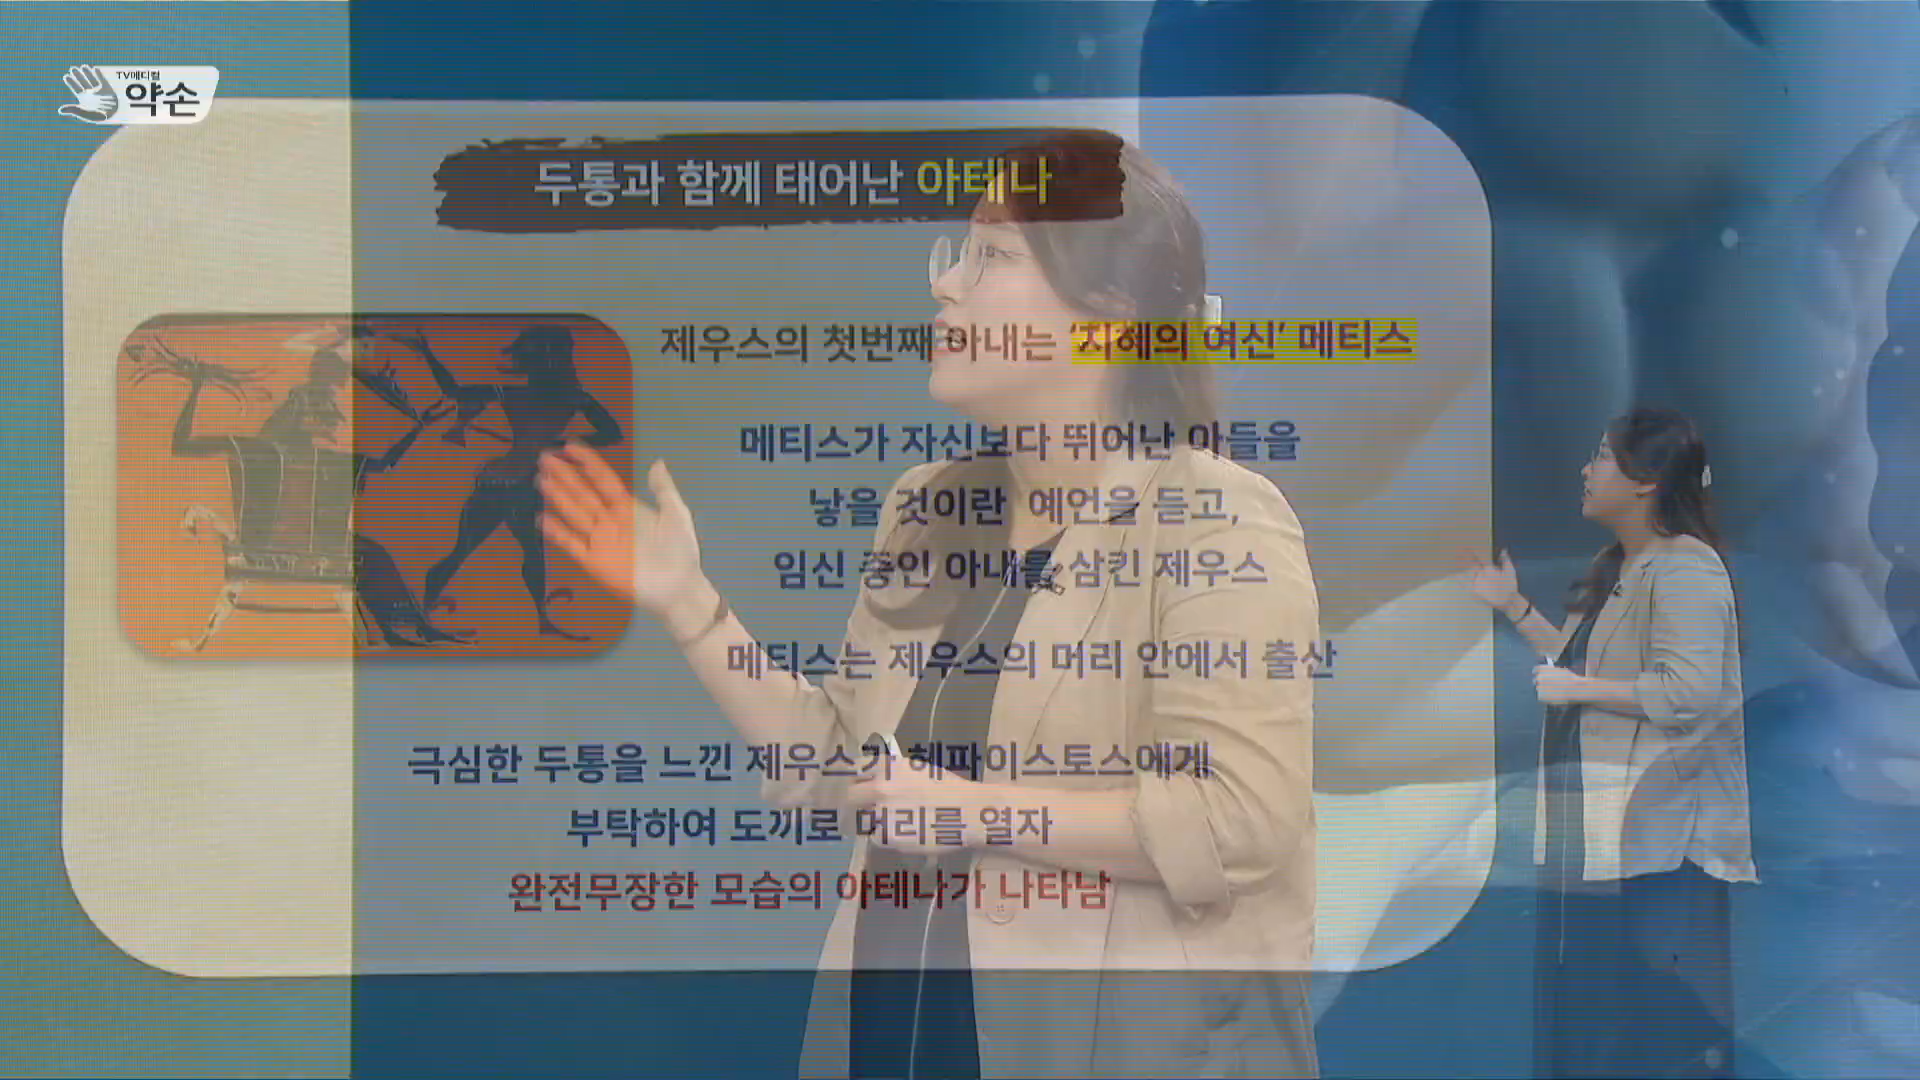 TV메디컬
약손
두통과 함께 태어난 아테나
제우스의 첫번째 아내는 '지혜의 여신' 메티스
메티스가 자신보다 뛰어난 아들을
낳을 것이란 예언을 듣고,
임신 중인 아내를 삼킨 제우스
메티스는 제우스의 머리 안에서 출산
극심한 두통을 느낀 제우스가 헤파이스토스에게
부탁하여 도끼로 머리를 열자
완전무장한 모습의 아테나가 나타남